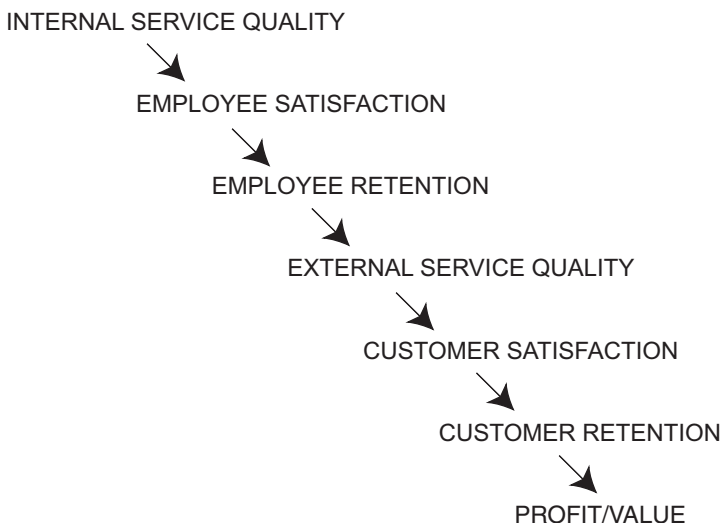 INTERNAL SERVICE QUALITY
EMPLOYEE SATISFACTION
EMPLOYEE RETENTION
EXTERNAL SERVICE QUALITY
CUSTOMER SATISFACTION
CUSTOMER RETENTION
PROFIT/VALUE